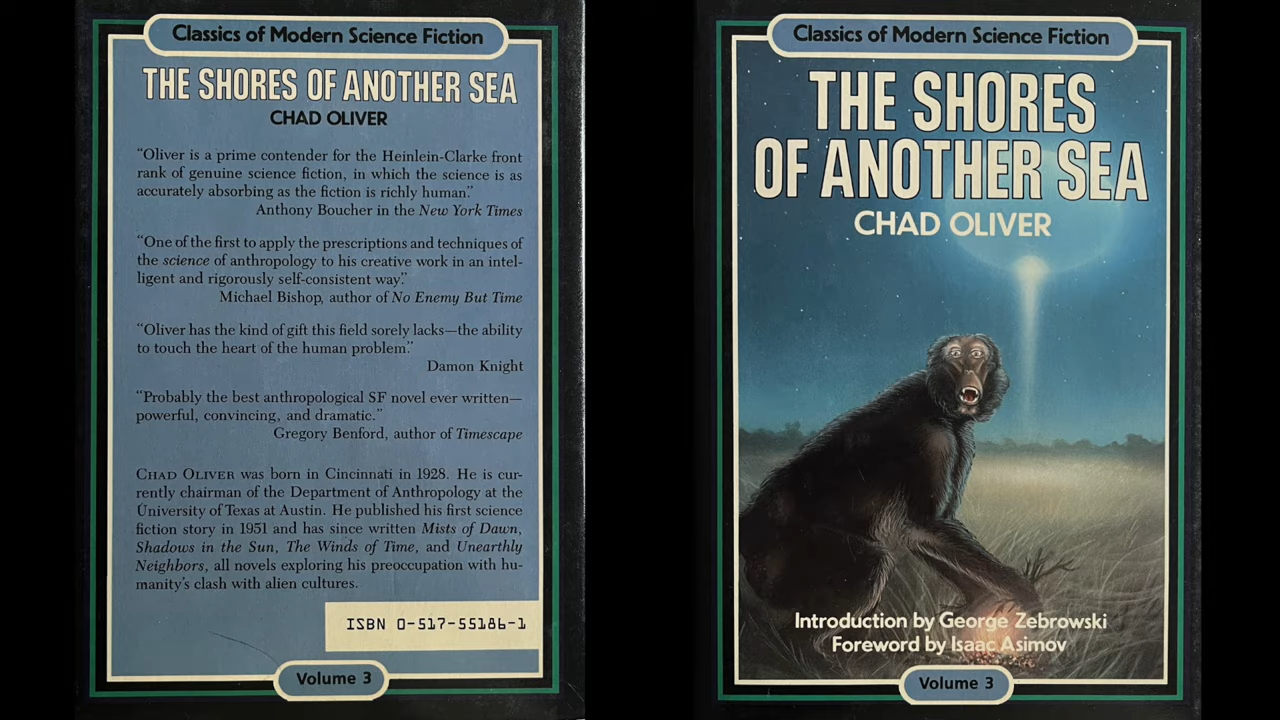 Classics of Modern Science Fiction
THE SHORES OF ANOTHER SEA
CHAD OLIVER
“Oliver is a prime contender for the Heinlein-Clarke front
rank of genuine science fiction, in which the science is as
accurately absorbing as the fiction is richly human.”
Anthony Boucher in the New York Times
“One of the first to apply the prescriptions and techniques of
the science of anthropology to his creative work in an intel-
ligent and rigorously self-consistent way.”
Michael Bishop, author of No Enemy But Time
“Oliver has the kind of gift this field sorely lacks—the ability
to touch the heart of the human problem.”
Damon Knight
“Probably the best anthropological SF novel ever written—
powerful, convincing, and dramatic.”
Gregory Benford, author of Timescape
CHAD OLIVER was born in Cincinnati in 1928. He is cur-
rently chairman of the Department of Anthropology at the
University of Texas at Austin. He published his first science
fiction story in 1951 and has since written Mists of Dawn,
Shadows in the Sun, The Winds of Time, and Unearthly
Neighbors, all novels exploring his preoccupation with hu-
manity’s clash with alien cultures.
ISBN 0-517-55186-1
Volume 3
Classics of Modern Science Fiction
THE SHORES
OF ANOTHER SEA
CHAD OLIVER
Introduction by George Zebrowski
Foreword by Isaac Asimov
Volume 3